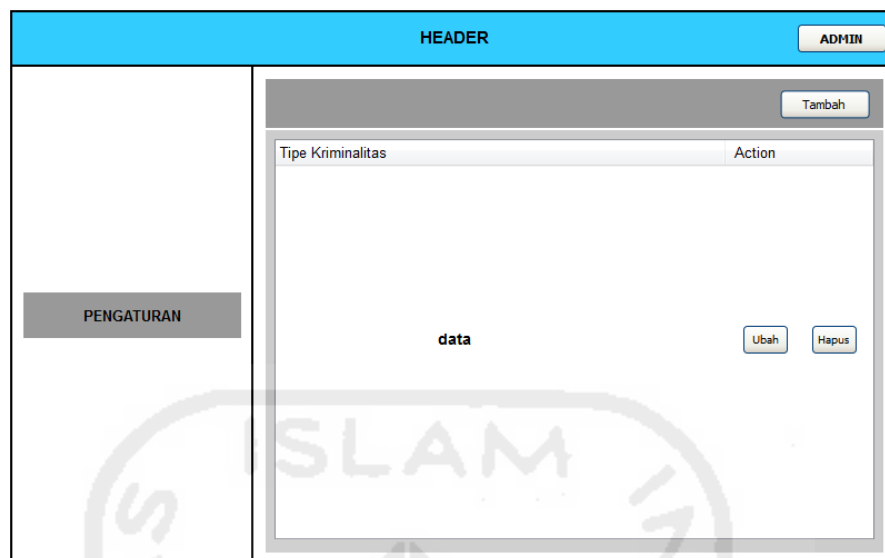 HEADER
ADMIN
Tambah
Tipe Kriminalitas Action
PENGATURAN
data Ubah Hapus
ISLAM